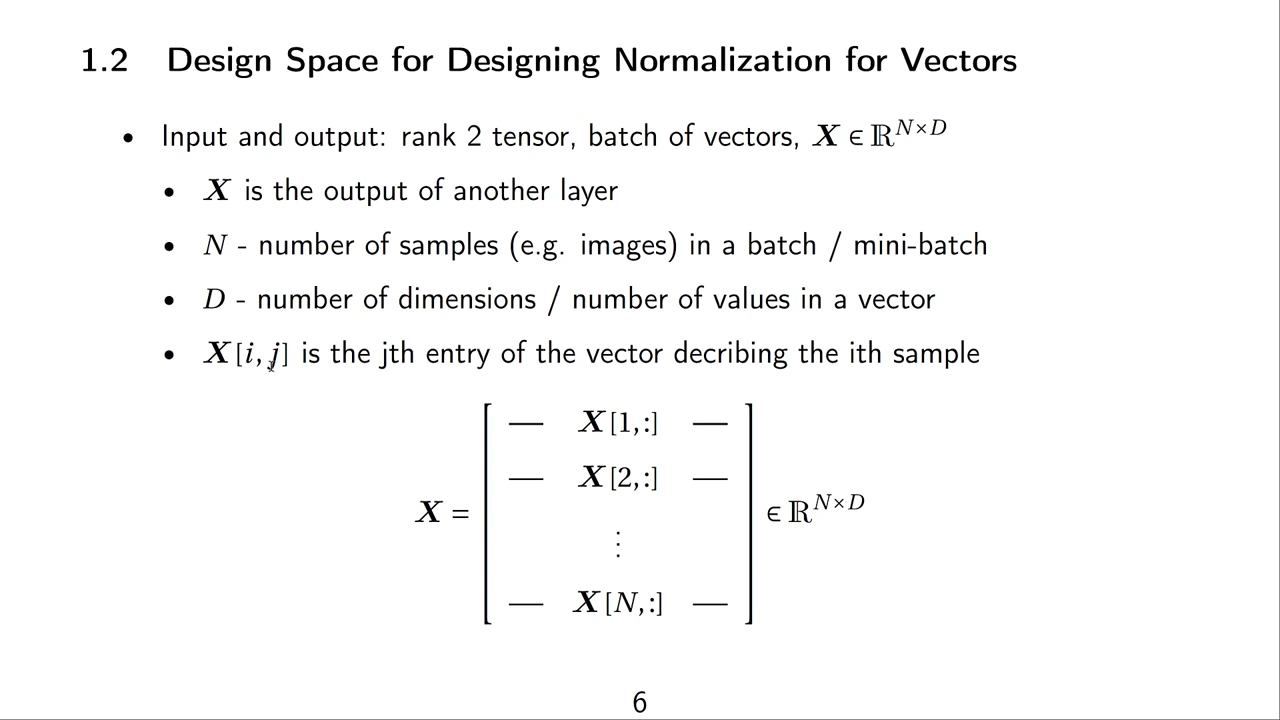 1.2 Design Space for Designing Normalization for Vectors
• Input and output: rank 2 tensor, batch of vectors, X ∈ ℝ^{N×D}
• X is the output of another layer
• N - number of samples (e.g. images) in a batch / mini-batch
• D - number of dimensions / number of values in a vector
• X[i,j] is the jth entry of the vector decribing the ith sample
— X[1,:] —
— X[2,:] —
X = ⋮ ∈ ℝ^{N×D}
— X[N,:] —
6